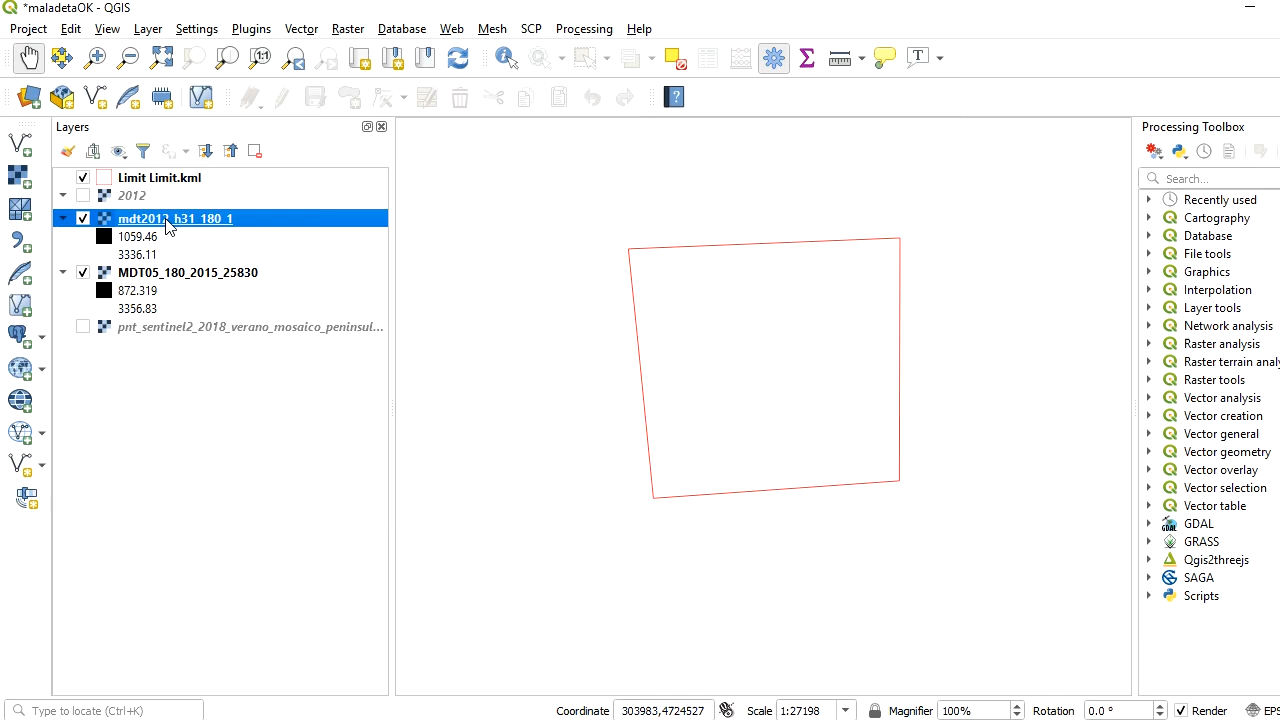 *maladetaOK - QGIS
Project Edit View Layer Settings Plugins Vector Raster Database Web Mesh SCP Processing Help
Layers
Limit Limit.kml
2012
mdt2012_h31_180_1
1059.46
3336.11
MDT05_180_2015_25830
872.319
3356.83
pnt_sentinel2_2018_verano_mosaico_peninsul...
Processing Toolbox
Search...
Recently used
Cartography
Database
File tools
Graphics
Interpolation
Layer tools
Network analysis
Raster analysis
Raster terrain anal
Raster tools
Vector analysis
Vector creation
Vector general
Vector geometry
Vector overlay
Vector selection
Vector table
GDAL
GRASS
Qgis2threejs
SAGA
Scripts
Type to locate (Ctrl+K)
Coordinate 303983,4724527 Scale 1:27198 Magnifier 100% Rotation 0.0 ° Render EPS